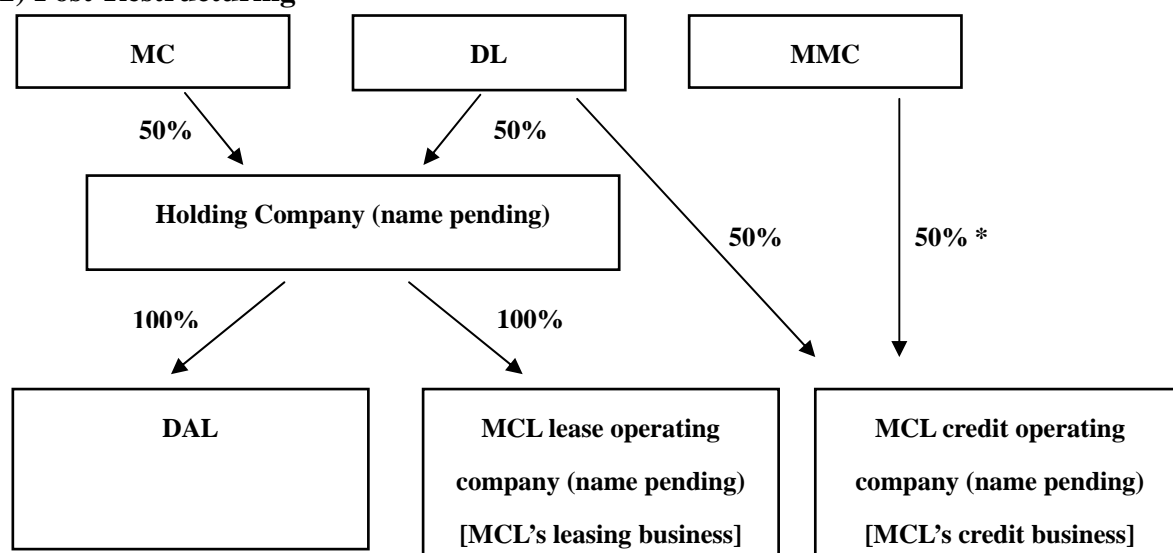 Post-Restructuring
MC
DL
MMC
50%
50%
Holding Company (name pending)
50%
50% *
100%
100%
DAL
MCL lease operating
company (name pending)
[MCL's leasing business]
MCL credit operating
company (name pending)
[MCL's credit business]